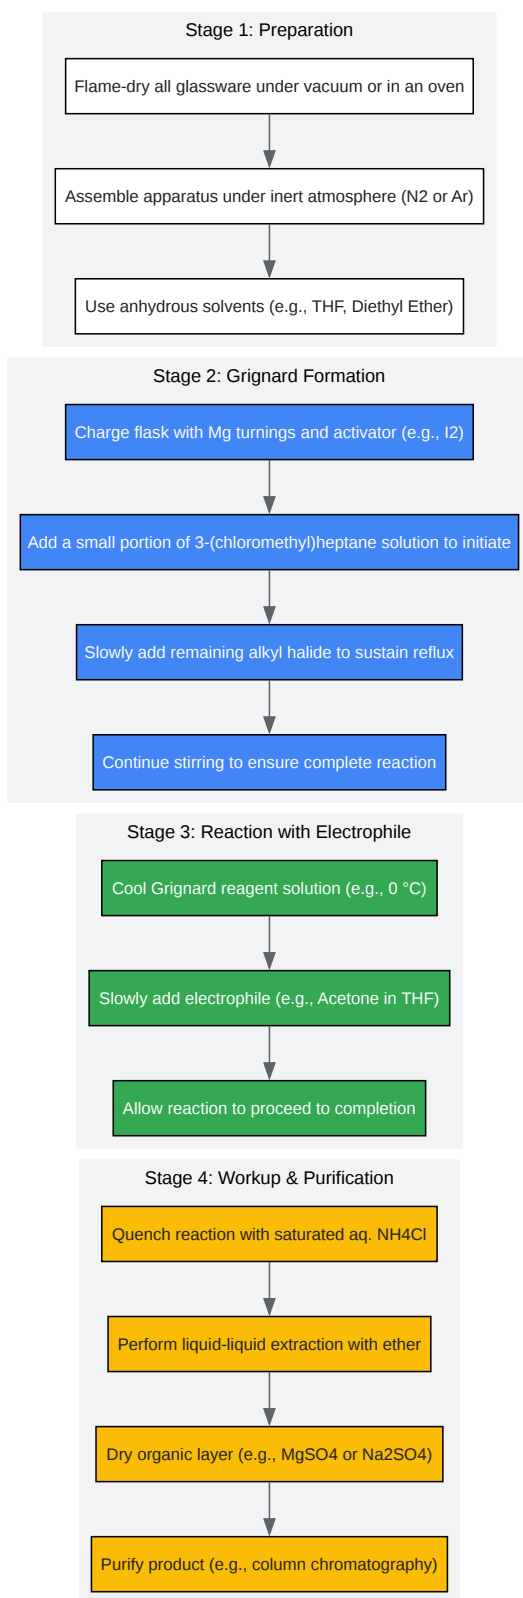 Stage 1: Preparation
Flame-dry all glassware under vacuum or in an oven
Assemble apparatus under inert atmosphere (N2 or Ar)
Use anhydrous solvents (e.g., THF, Diethyl Ether)
Stage 2: Grignard Formation
Charge flask with Mg turnings and activator (e.g., I2)
Add a small portion of 3-(chloromethyl)heptane solution to initiate
Slowly add remaining alkyl halide to sustain reflux
Continue stirring to ensure complete reaction
Stage 3: Reaction with Electrophile
Cool Grignard reagent solution (e.g., 0 °C)
Slowly add electrophile (e.g., Acetone in THF)
Allow reaction to proceed to completion
Stage 4: Workup & Purification
Quench reaction with saturated aq. NH4Cl
Perform liquid-liquid extraction with ether
Dry organic layer (e.g., MgSO4 or Na2SO4)
Purify product (e.g., column chromatography)